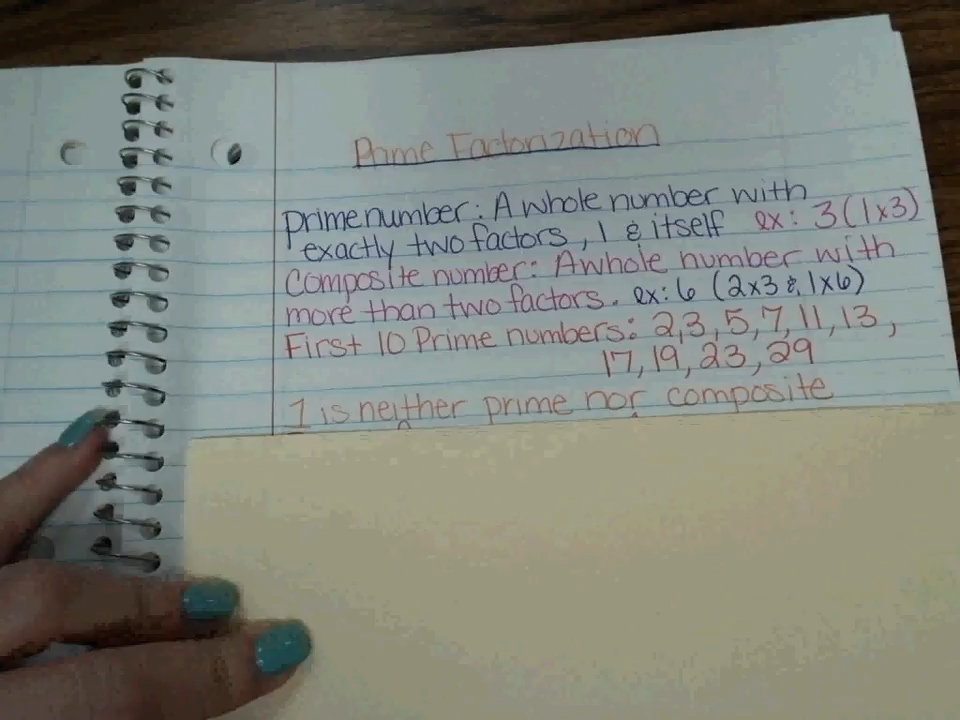 Prime Factorization
Prime number: A whole number with
exactly two factors, 1 & itself ex: 3 (1x3)
Composite number: A whole number with
more than two factors. ex: 6 (2x3 & 1x6)
First 10 Prime numbers: 2, 3, 5, 7, 11, 13,
17, 19, 23, 29
1 is neither prime nor composite